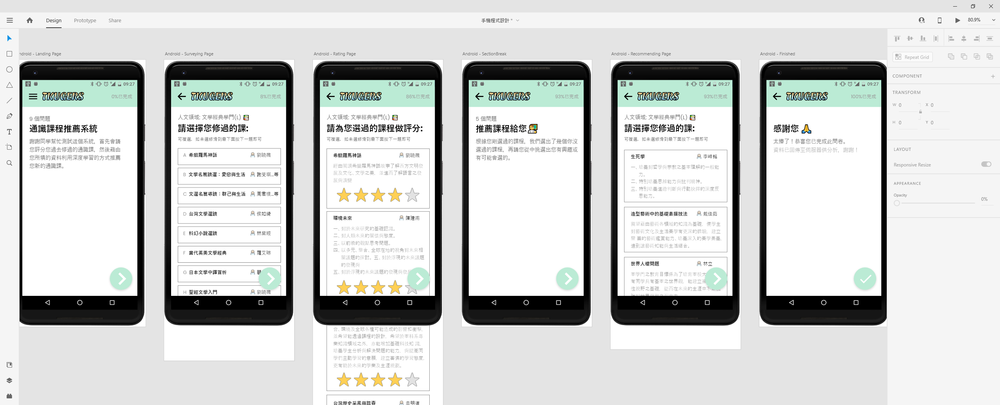 Design
Prototype
Share
手機程式設計 *
80.9%
Android - Landing Page
09:27
TKUGERS
0%已完成
9 個問題
通識課程推薦系統
謝謝同學幫忙測試這個系統，首先會請
您評分您過去修過的通識課，然後藉由
您所填的資料利用深度學習的方式推薦
您新的通識課。
Android - Surveying Page
09:27
TKUGERS
8%已完成
人文領域: 文學經典學門(L)
請選擇您修過的課:
可複選，如未選修滑到最下面按下一題即可
A 希臘羅馬神話 劉曉薇
B 文學名篇讀選：愛戀與生活 謝旻琪...等
C 文選名篇導讀：群己與生活 周君璞...等
D 台灣文學選讀 侯如綺
E 科幻小說選讀 林黛嫚
F 當代英美文學經典 羅艾琳
G 日本文學中譯賞析
H 聖經文學入門 劉曉薇
Android - Rating Page
09:27
TKUGERS
86%已完成
人文領域: 文學經典學門(L)
請為您選過的課程做評分:
可複選，如未選修滑到最下面按下一題即可
希臘羅馬神話 劉曉薇
經由閱讀希臘羅馬神話故事了解西方文明發
展及文化、文學之美，並進而了解語言之發
展與演變
環境未來 陳建甫
一、對於未來研究的基礎認識。
二、對人類未來的關懷與態度。
三、以前瞻的觀點思考問題。
四、以多元、整合、全球在地的視角對未來相
關議題的探討。五、對於浮現的未來議題
的發現與
五、對於浮現的未來議題的發現與發
會、環境及全球各種可能造成的影響和衝擊，
並希望能透過課程的設計，希望於本科系專
業知識領域之外，亦能增加基礎科技知 識，
培養學生分析與解決問題的能力，與提高同
學們主動學習的意願，建立審慎的學習態度，
更有助於未來的學業及生涯規劃。
台灣歷史采風與踏查 袁明道
Android - SectionBreak
09:27
TKUGERS
93%已完成
5 個問題
推薦課程給您
根據您剛選過的課程，我們選出了幾個你沒
選過的課程，再請您從中挑選出您有興趣或
有可能會選的。
Android - Recommending Page
09:27
TKUGERS
93%已完成
人文領域: 文學經典學門(L)
請選擇您修過的課:
可複選，如未選修滑到最下面按下一題即可
生死學 李峰銘
一、培養對哲學與宗教之基本理解的一般能
力。
二、特別培養思辨能力與批判精神。
三、特別培養道德判斷與行動抉擇的深度反
思能力。
造型藝術中的基礎素描技法 戴佳茹
冀望藉由藝術各領域的知識為基礎，使學生
對藝術文化及生活美學有更深的體驗，建立
豐 富的藝術鑑賞能力、培養深入的美學素養，
達到讓藝術知能與生活結合。
世界人權問題 林立
本學門之教育目標係為了培育本校大
有同學具有基本之世界觀，能建立
性視野之基礎，從而在未來的生涯中不
Android - Finished
09:27
TKUGERS
100%已完成
感謝您
太棒了！恭喜您已完成此問卷。
資料已回傳至伺服器供分析，謝謝！
Repeat Grid
COMPONENT
TRANSFORM
W 0 X 0
H 0 Y 0
LAYOUT
Responsive Resize
APPEARANCE
Opacity
0%